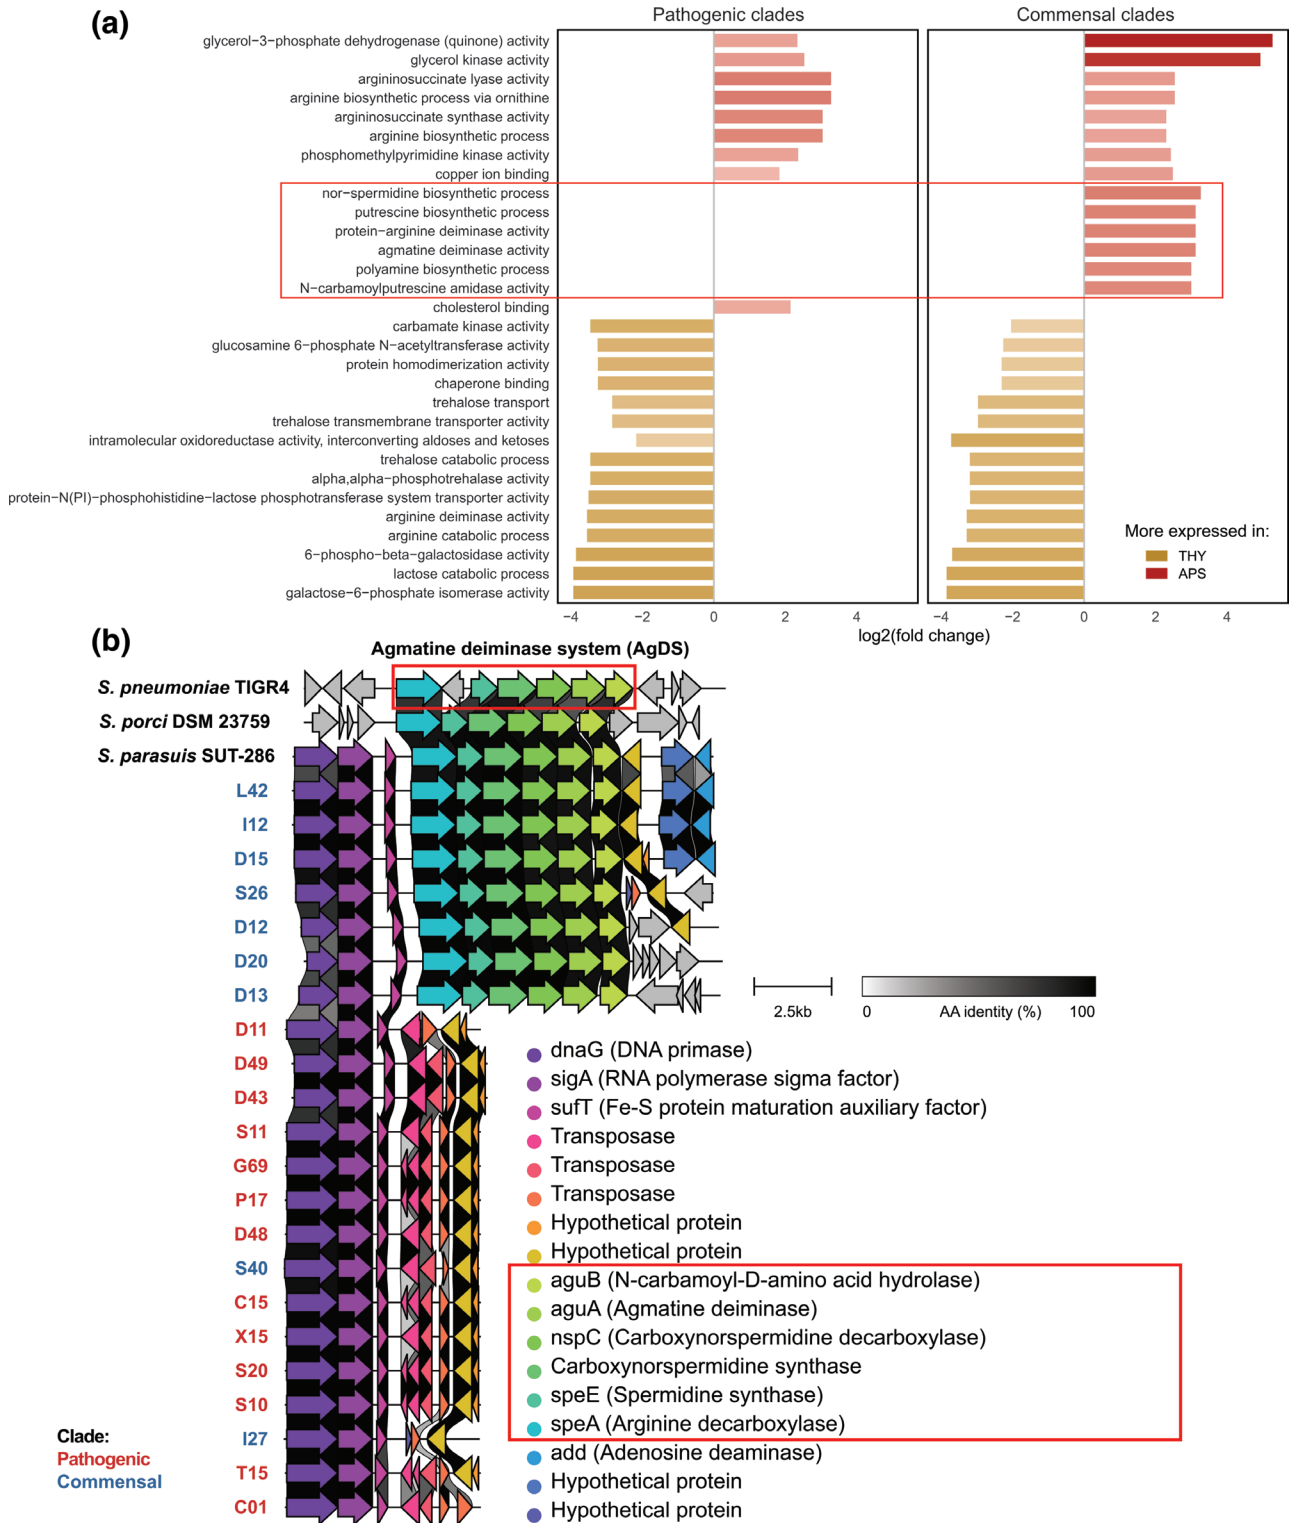 (a)
Pathogenic clades
Commensal clades
glycerol−3−phosphate dehydrogenase (quinone) activity
glycerol kinase activity
argininosuccinate lyase activity
arginine biosynthetic process via ornithine
argininosuccinate synthase activity
arginine biosynthetic process
phosphomethylpyrimidine kinase activity
copper ion binding
nor−spermidine biosynthetic process
putrescine biosynthetic process
protein−arginine deiminase activity
agmatine deiminase activity
polyamine biosynthetic process
N−carbamoylputrescine amidase activity
cholesterol binding
carbamate kinase activity
glucosamine 6−phosphate N−acetyltransferase activity
protein homodimerization activity
chaperone binding
trehalose transport
trehalose transmembrane transporter activity
intramolecular oxidoreductase activity, interconverting aldoses and ketoses
trehalose catabolic process
alpha,alpha−phosphotrehalase activity
protein−N(PI)−phosphohistidine−lactose phosphotransferase system transporter activity
arginine deiminase activity
arginine catabolic process
6−phospho−beta−galactosidase activity
lactose catabolic process
galactose−6−phosphate isomerase activity
More expressed in:
THY
APS
−4 −2 0 2 4 −4 −2 0 2 4
log2(fold change)
(b)
Agmatine deiminase system (AgDS)
S. pneumoniae TIGR4
S. porci DSM 23759
S. parasuis SUT-286
L42
I12
D15
S26
D12
D20
D13
D11
D49
D43
S11
G69
P17
D48
S40
C15
X15
S20
S10
I27
T15
C01
2.5kb
0 AA identity (%) 100
dnaG (DNA primase)
sigA (RNA polymerase sigma factor)
sufT (Fe-S protein maturation auxiliary factor)
Transposase
Transposase
Transposase
Hypothetical protein
Hypothetical protein
aguB (N-carbamoyl-D-amino acid hydrolase)
aguA (Agmatine deiminase)
nspC (Carboxynorspermidine decarboxylase)
Carboxynorspermidine synthase
speE (Spermidine synthase)
speA (Arginine decarboxylase)
add (Adenosine deaminase)
Hypothetical protein
Hypothetical protein
Clade:
Pathogenic
Commensal